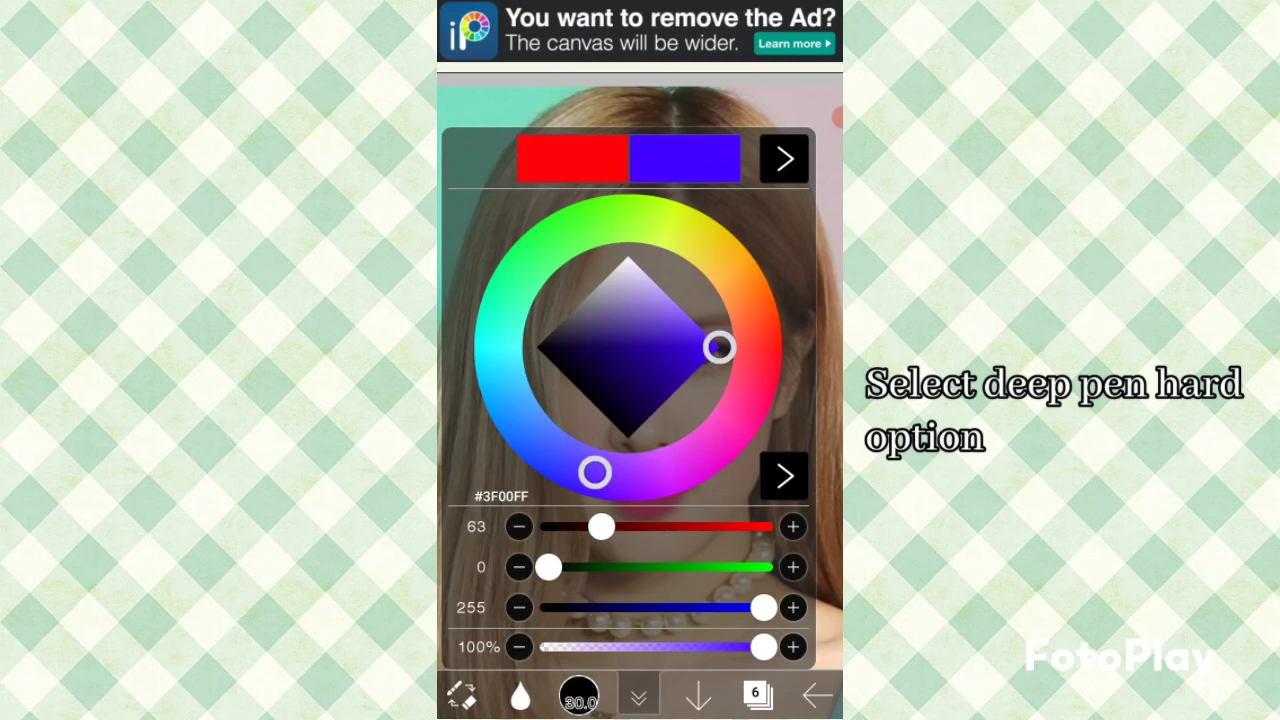 iP
You want to remove the Ad?
The canvas will be wider.
Learn more
#3F00FF
63
0
255
100%
30.0
6
Select deep pen hard
option
FotoPlay